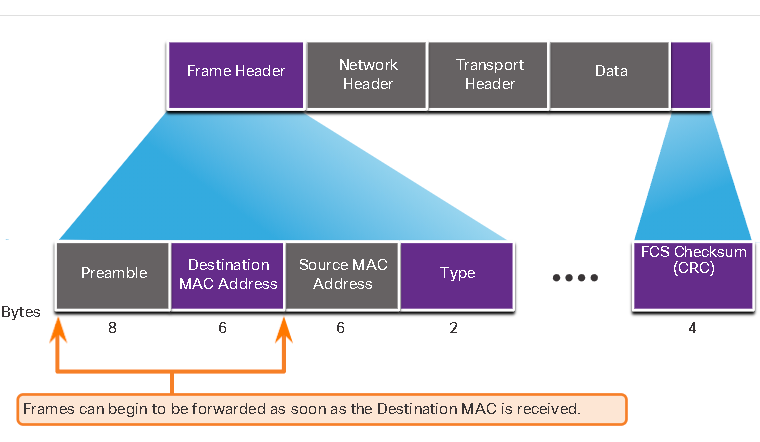 Frame Header
Network
Header
Transport
Header
Data
Preamble
Destination
MAC Address
Source MAC
Address
Type
FCS Checksum
(CRC)
Bytes
8
6
6
2
4
Frames can begin to be forwarded as soon as the Destination MAC is received.